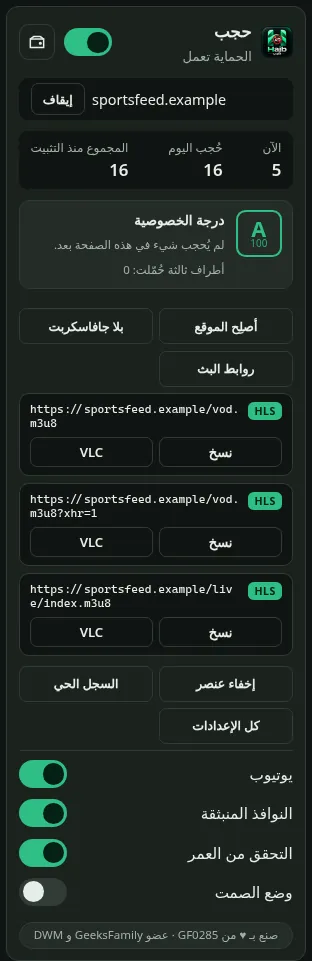 حجب
الحماية تعمل
sportsfeed.example
إيقاف
الآن
5
حُجب اليوم
16
المجموع منذ التثبيت
16
A
100
درجة الخصوصية
لم يُحجب شيء في هذه الصفحة بعد.
أطراف ثالثة حُمّلت: 0
أصلِح الموقع
بلا جافاسكربت
روابط البث
HLS
https://sportsfeed.example/vod.
m3u8
نسخ
VLC
HLS
https://sportsfeed.example/vod.
m3u8?xhr=1
نسخ
VLC
HLS
https://sportsfeed.example/liv
e/index.m3u8
نسخ
VLC
إخفاء عنصر
السجل الحي
كل الإعدادات
يوتيوب
النوافذ المنبثقة
التحقق من العمر
وضع الصمت
صنع بـ ♥ من GF0285 · عضو GeeksFamily و DWM